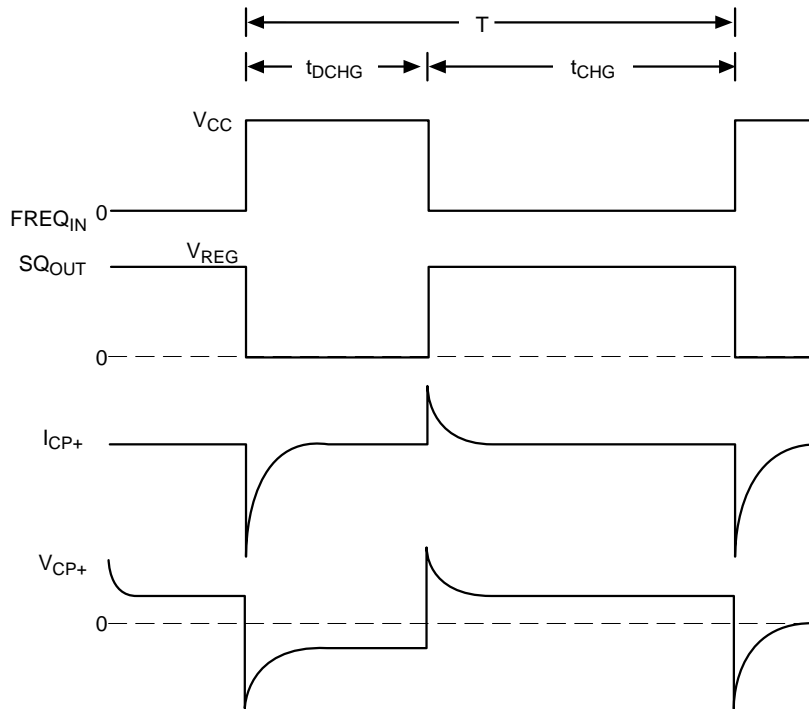 T
tDCHG
tCHG
VCC
0
FREQIN
VREG
SQOUT
0
ICP+
VCP+
0